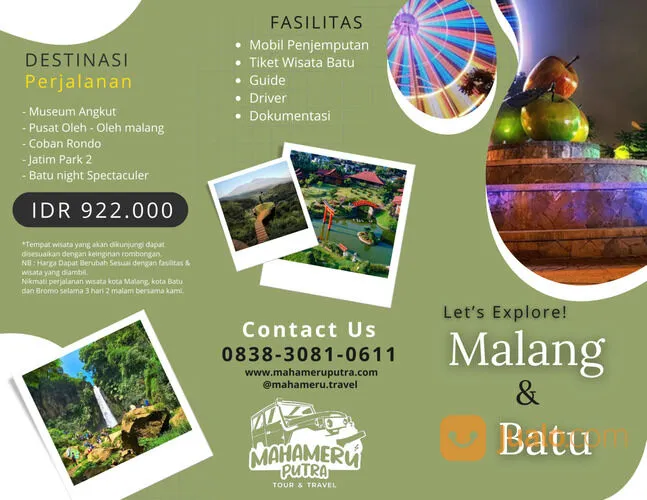 DESTINASI
Perjalanan
- Museum Angkut
- Pusat Oleh - Oleh malang
- Coban Rondo
- Jatim Park 2
- Batu night Spectaculer
IDR 922.000
*Tempat wisata yang akan dikunjungi dapat
disesuaikan dengan keinginan rombongan.
NB : Harga Dapat Berubah Sesuai dengan fasilitas &
wisata yang diambil.
Nikmati perjalanan wisata kota Malang, kota Batu
dan Bromo selama 3 hari 2 malam bersama kami.
FASILITAS
• Mobil Penjemputan
• Tiket Wisata Batu
• Guide
• Driver
• Dokumentasi
Contact Us
0838-3081-0611
www.mahameruputra.com
@mahameru.travel
MAHAMERU
PUTRA
TOUR & TRAVEL
Let's Explore!
Malang
&
Batu
jualo.com